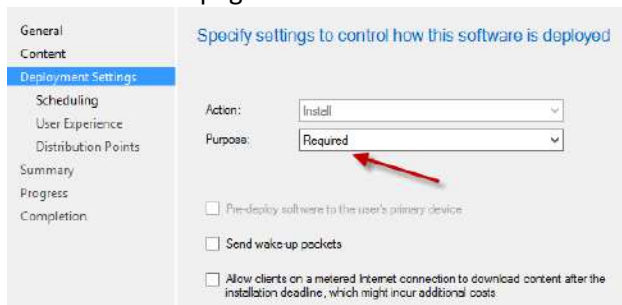 General
Content
Deployment Settings
Scheduling
User Experience
Distribution Points
Summary
Progress
Completion
Specify settings to control how this software is deployed
Action: Install
Purpose: Required
Pre-deploy software to the user's primary device
Send wake-up packets
Allow clients on a metered Internet connection to download content after the
installation deadline, which might incur additional costs